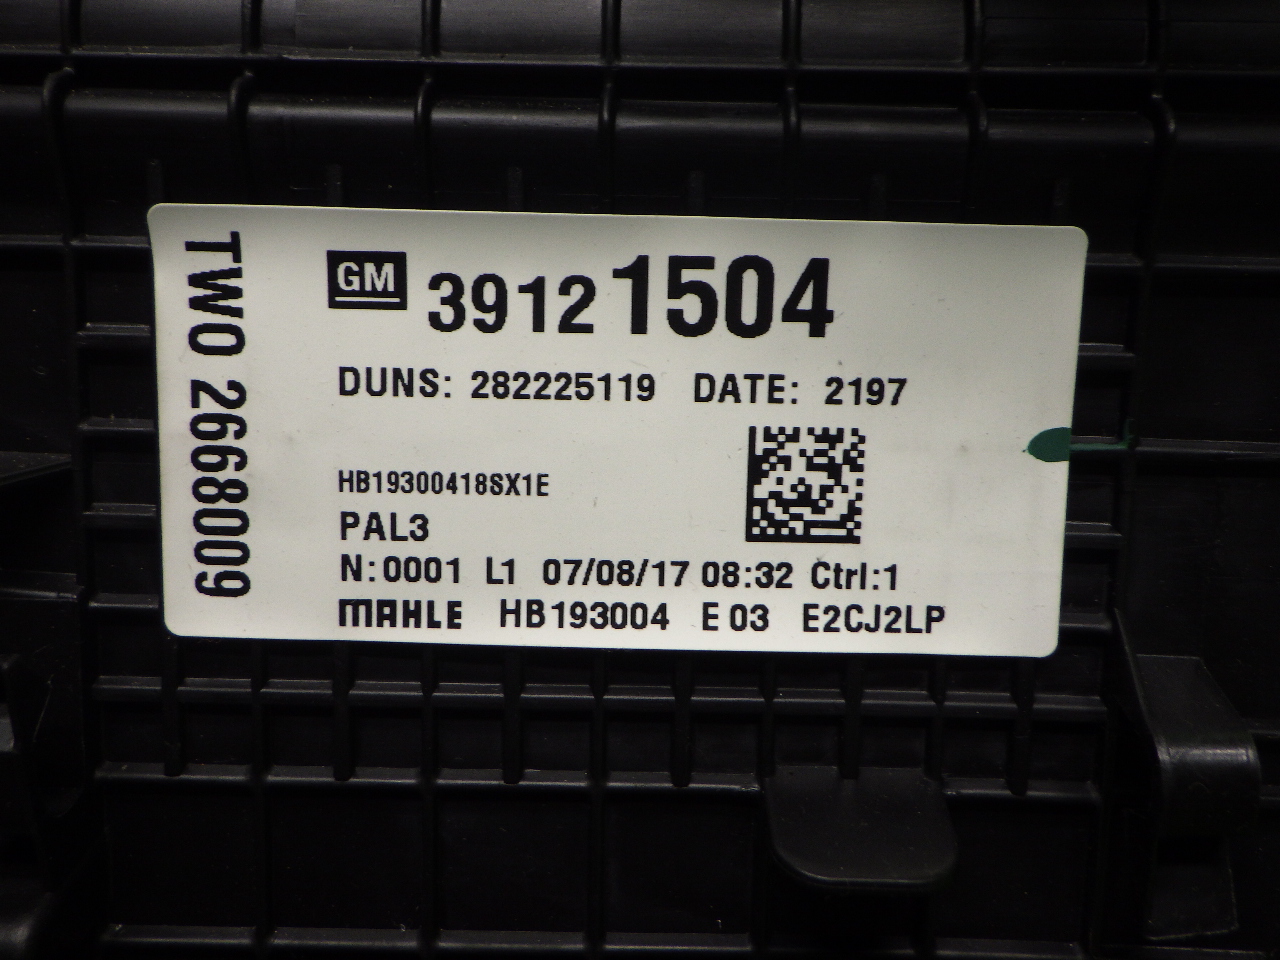 TWO 2668009
GM 39121504
DUNS: 282225119 DATE: 2197
HB19300418SX1E
PAL3
N:0001 L1 07/08/17 08:32 Ctrl:1
MAHLE HB193004 E03 E2CJ2LP